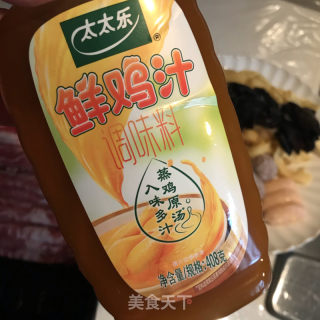 太太乐
鲜鸡汁
调味料
蒸鸡原汤
入味多汁
净含量/规格:408克
美食天下